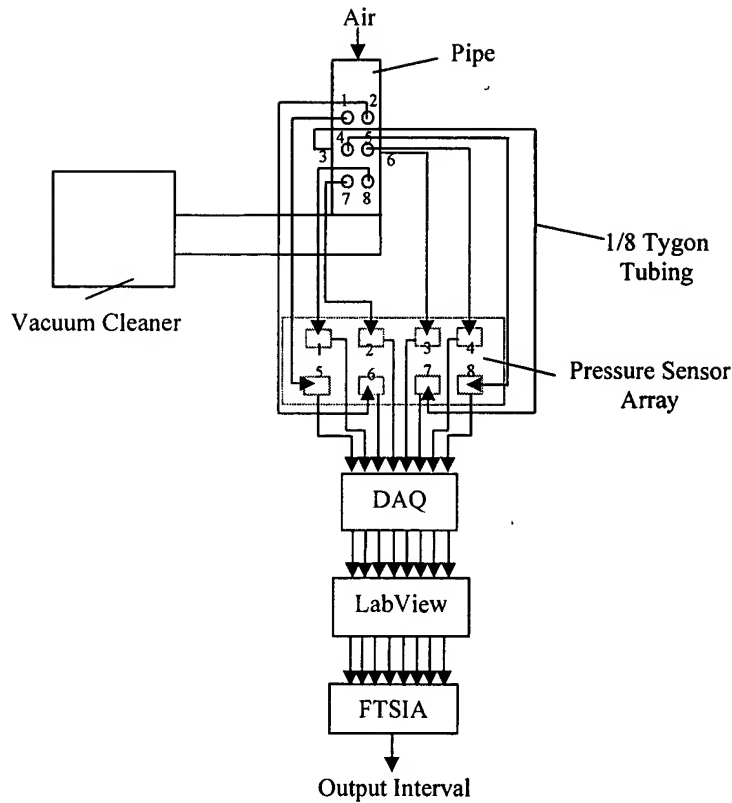 Air
Pipe
1 2
4 5
3 6
7 8
1/8 Tygon
Tubing
Vacuum Cleaner
1 2 3 4
5 6 7 8
Pressure Sensor
Array
DAQ
LabView
FTSIA
Output Interval